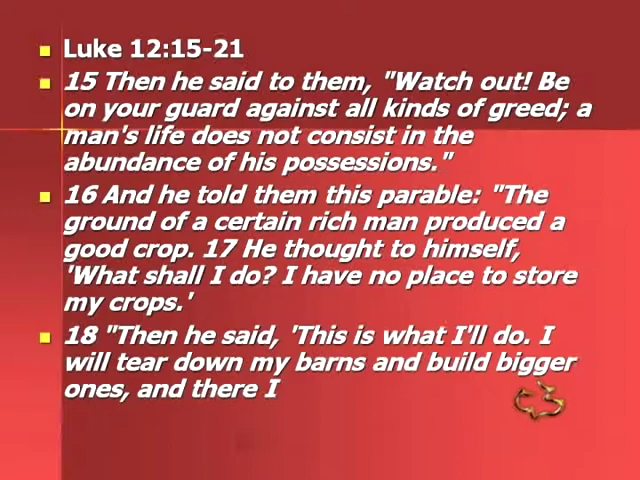 Luke 12:15-21
15 Then he said to them, "Watch out! Be
on your guard against all kinds of greed; a
man's life does not consist in the
abundance of his possessions."
16 And he told them this parable: "The
ground of a certain rich man produced a
good crop. 17 He thought to himself,
'What shall I do? I have no place to store
my crops.'
18 "Then he said, 'This is what I'll do. I
will tear down my barns and build bigger
ones, and there I